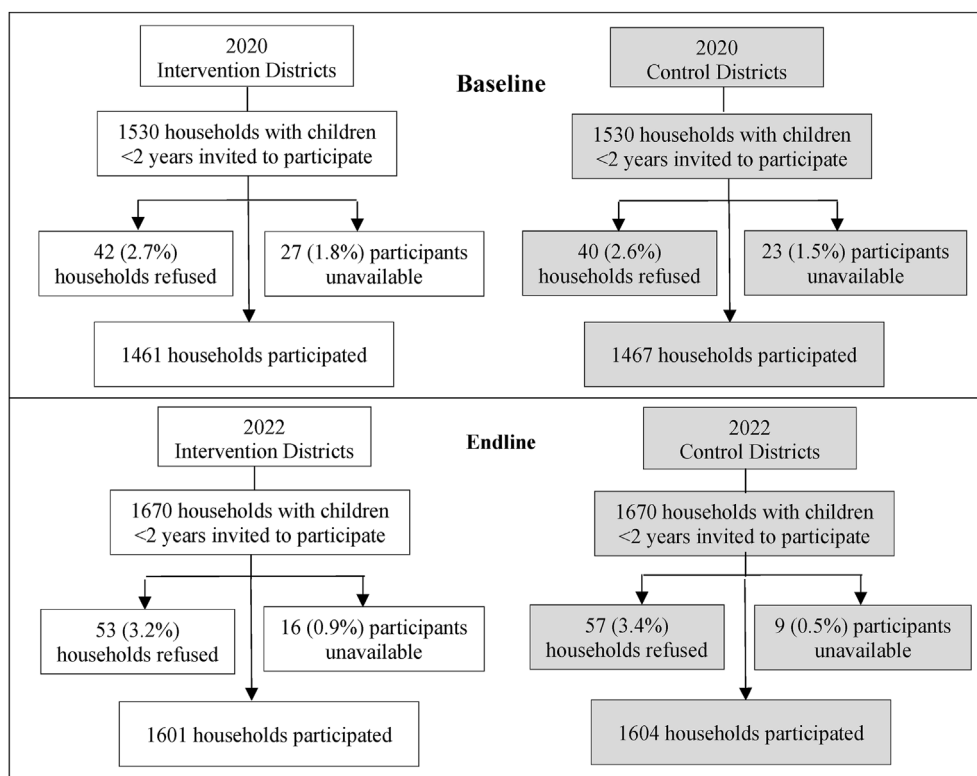 2020
Intervention Districts
Baseline
2020
Control Districts
1530 households with children
<2 years invited to participate
1530 households with children
<2 years invited to participate
42 (2.7%)
households refused
27 (1.8%) participants
unavailable
40 (2.6%)
households refused
23 (1.5%) participants
unavailable
1461 households participated
1467 households participated
2022
Intervention Districts
Endline
2022
Control Districts
1670 households with children
<2 years invited to participate
1670 households with children
<2 years invited to participate
53 (3.2%)
households refused
16 (0.9%) participants
unavailable
57 (3.4%)
households refused
9 (0.5%) participants
unavailable
1601 households participated
1604 households participated